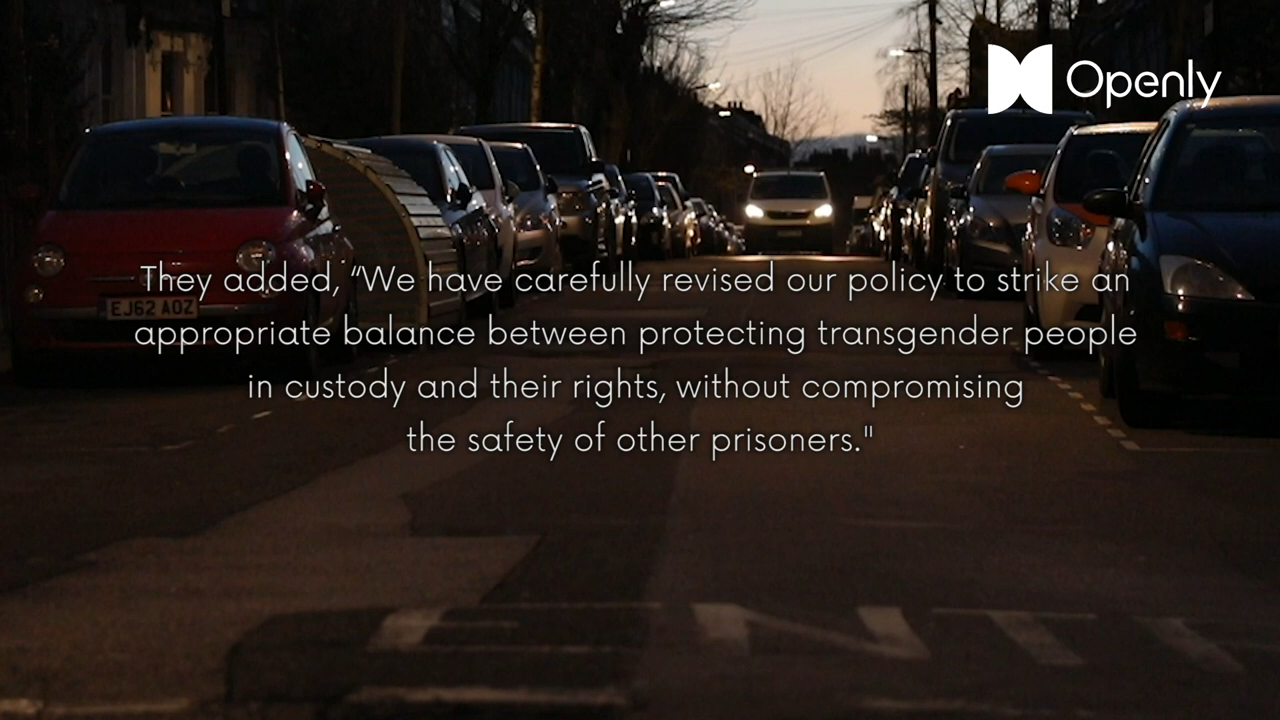 Openly
They added, “We have carefully revised our policy to strike an
appropriate balance between protecting transgender people
in custody and their rights, without compromising
the safety of other prisoners."
EJ62 AOZ